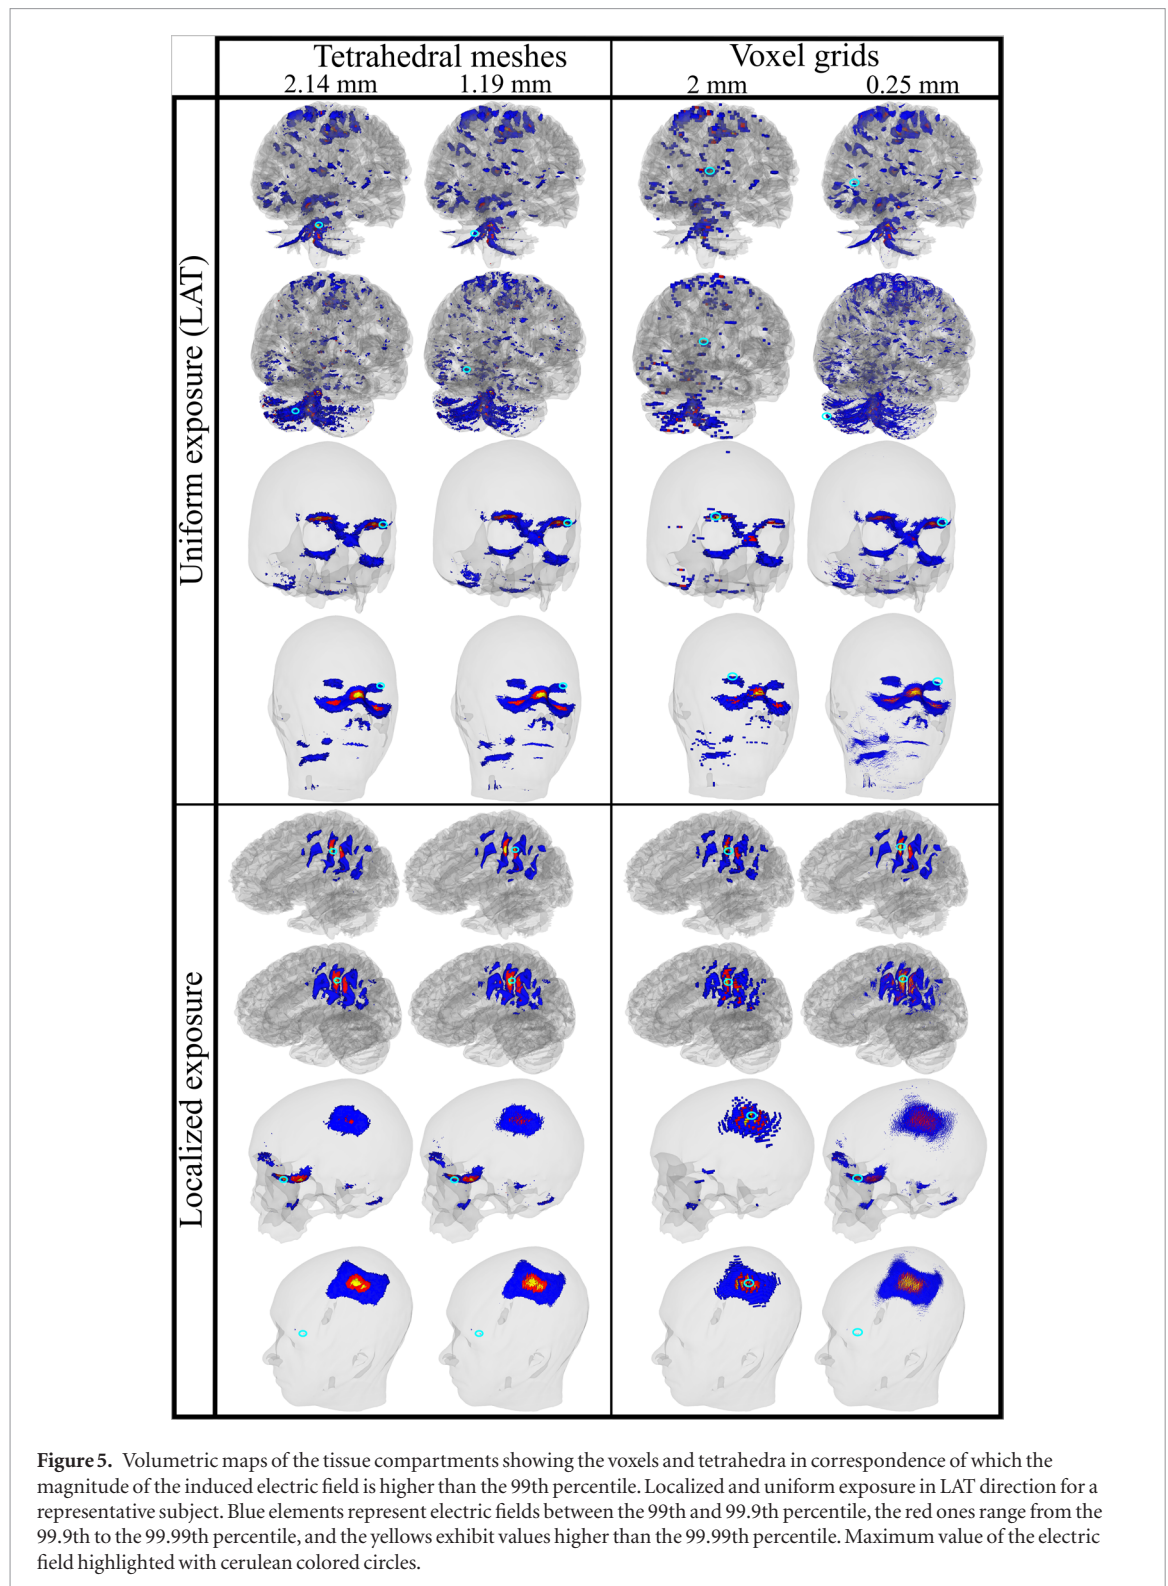 Tetrahedral meshes
Voxel grids
2.14 mm
1.19 mm
2 mm
0.25 mm
Uniform exposure (LAT)
Localized exposure
Figure 5. Volumetric maps of the tissue compartments showing the voxels and tetrahedra in correspondence of which the
magnitude of the induced electric field is higher than the 99th percentile. Localized and uniform exposure in LAT direction for a
representative subject. Blue elements represent electric fields between the 99th and 99.9th percentile, the red ones range from the
99.9th to the 99.99th percentile, and the yellows exhibit values higher than the 99.99th percentile. Maximum value of the electric
field highlighted with cerulean colored circles.